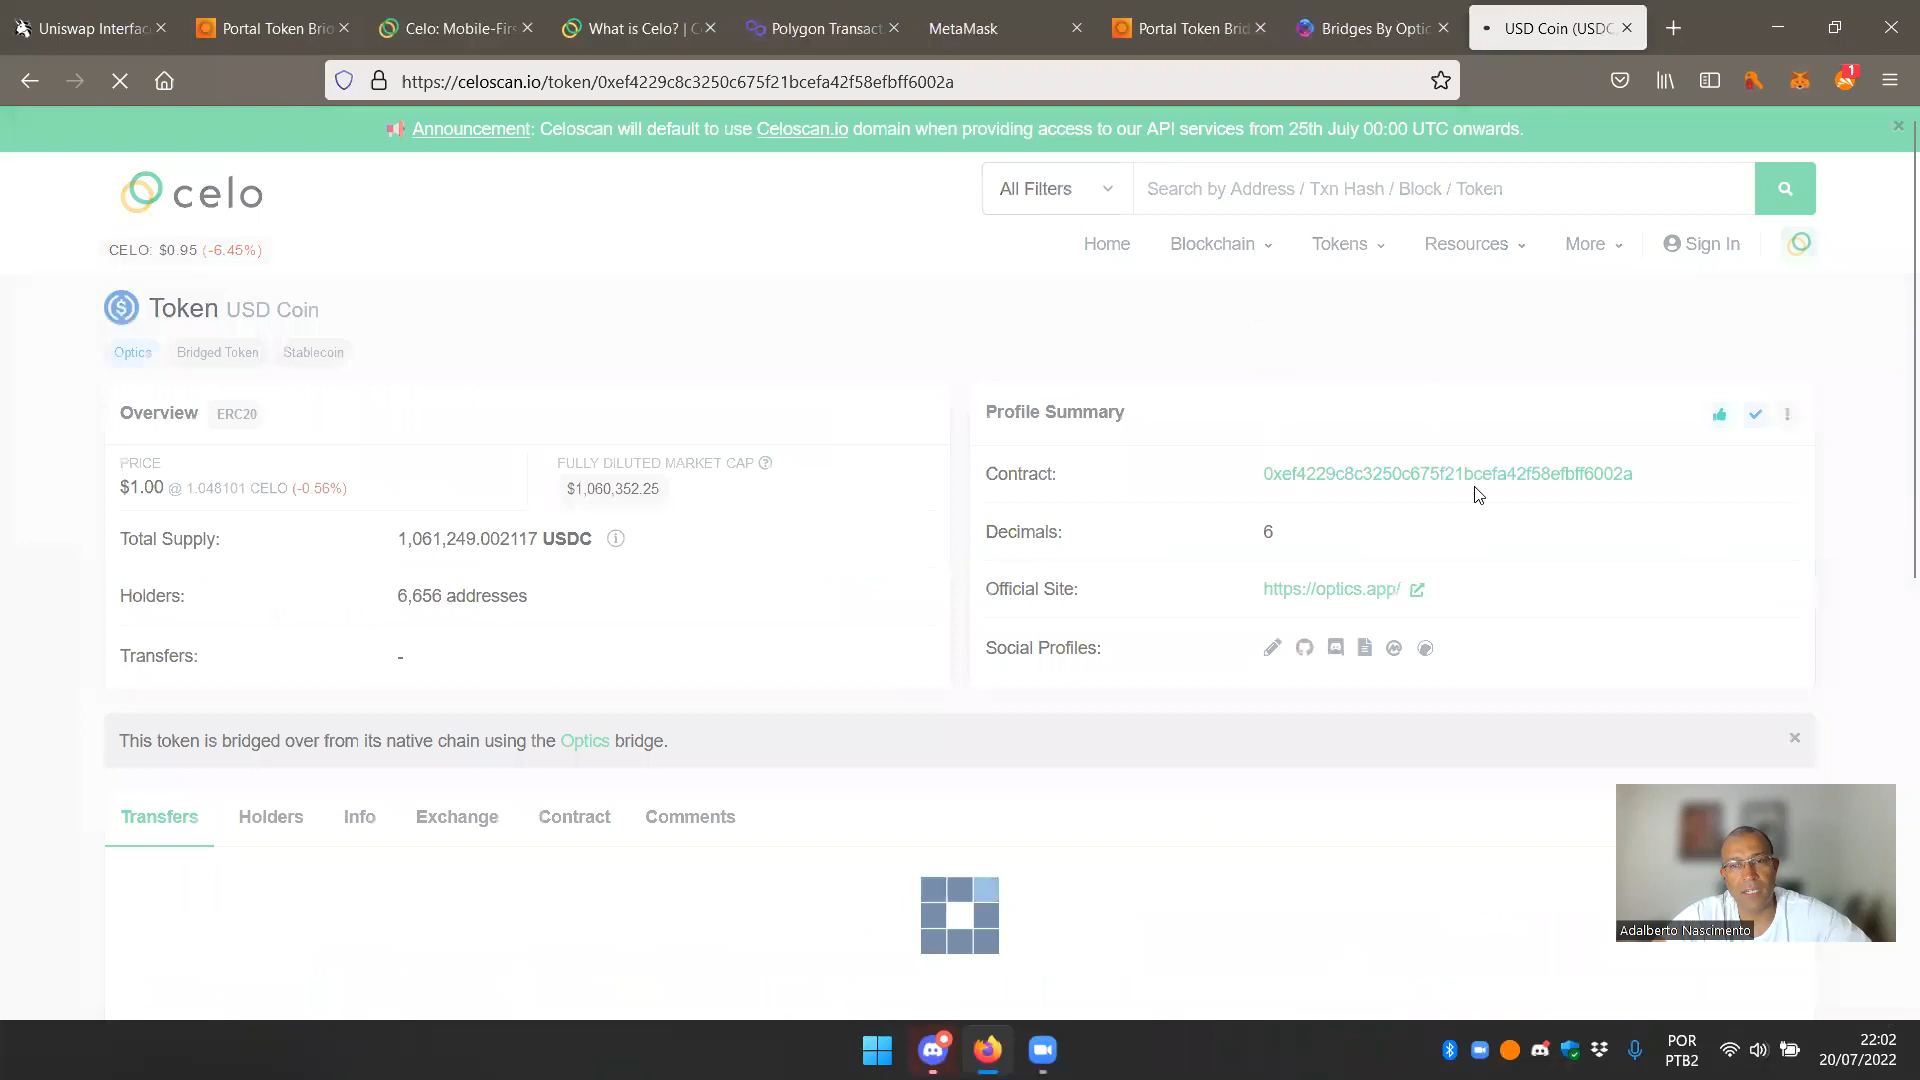 Uniswap Interfac
Portal Token Brid
Celo: Mobile-Firs
What is Celo? | C
Polygon Transact
MetaMask
Portal Token Brid
Bridges By Optic
USD Coin (USDC
https://celoscan.io/token/0xef4229c8c3250c675f21bcefa42f58efbff6002a
1
Announcement: Celoscan will default to use Celoscan.io domain when providing access to our API services from 25th July 00:00 UTC onwards.
celo
All Filters
Search by Address / Txn Hash / Block / Token
CELO: $0.95 (-6.45%)
Home
Blockchain
Tokens
Resources
More
Sign In
Token USD Coin
Optics
Bridged Token
Stablecoin
Overview ERC20
PRICE
$1.00 @ 1.048101 CELO (-0.56%)
FULLY DILUTED MARKET CAP
$1,060,352.25
Total Supply:
1,061,249.002117 USDC
Holders:
6,656 addresses
Transfers:
-
Profile Summary
Contract:
0xef4229c8c3250c675f21bcefa42f58efbff6002a
Decimals:
6
Official Site:
https://optics.app/
Social Profiles:
This token is bridged over from its native chain using the Optics bridge.
Transfers
Holders
Info
Exchange
Contract
Comments
Adalberto Nascimento
POR
PTB2
22:02
20/07/2022